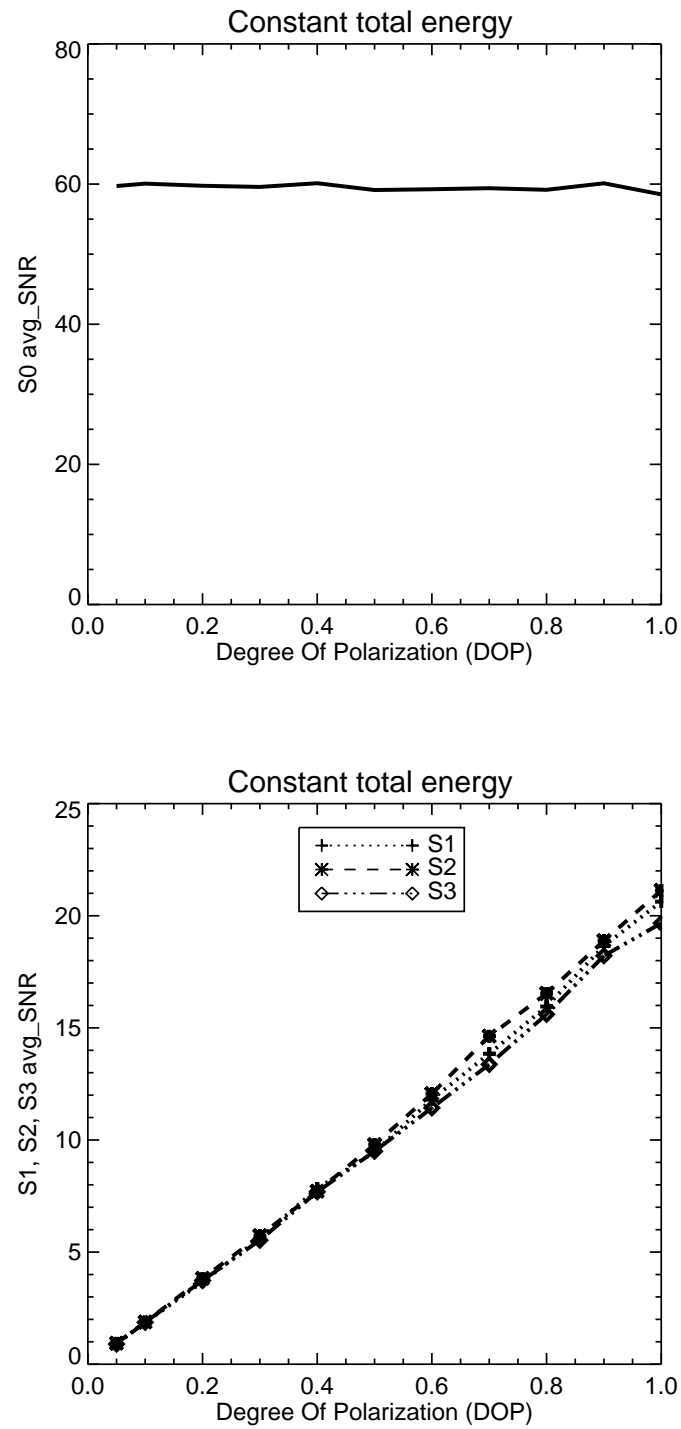 Constant total energy
80
60
40
20
0
S0 avg_SNR
0.0 0.2 0.4 0.6 0.8 1.0
Degree Of Polarization (DOP)
Constant total energy
25
20
15
10
5
0
S1, S2, S3 avg_SNR
S1
S2
S3
0.0 0.2 0.4 0.6 0.8 1.0
Degree Of Polarization (DOP)